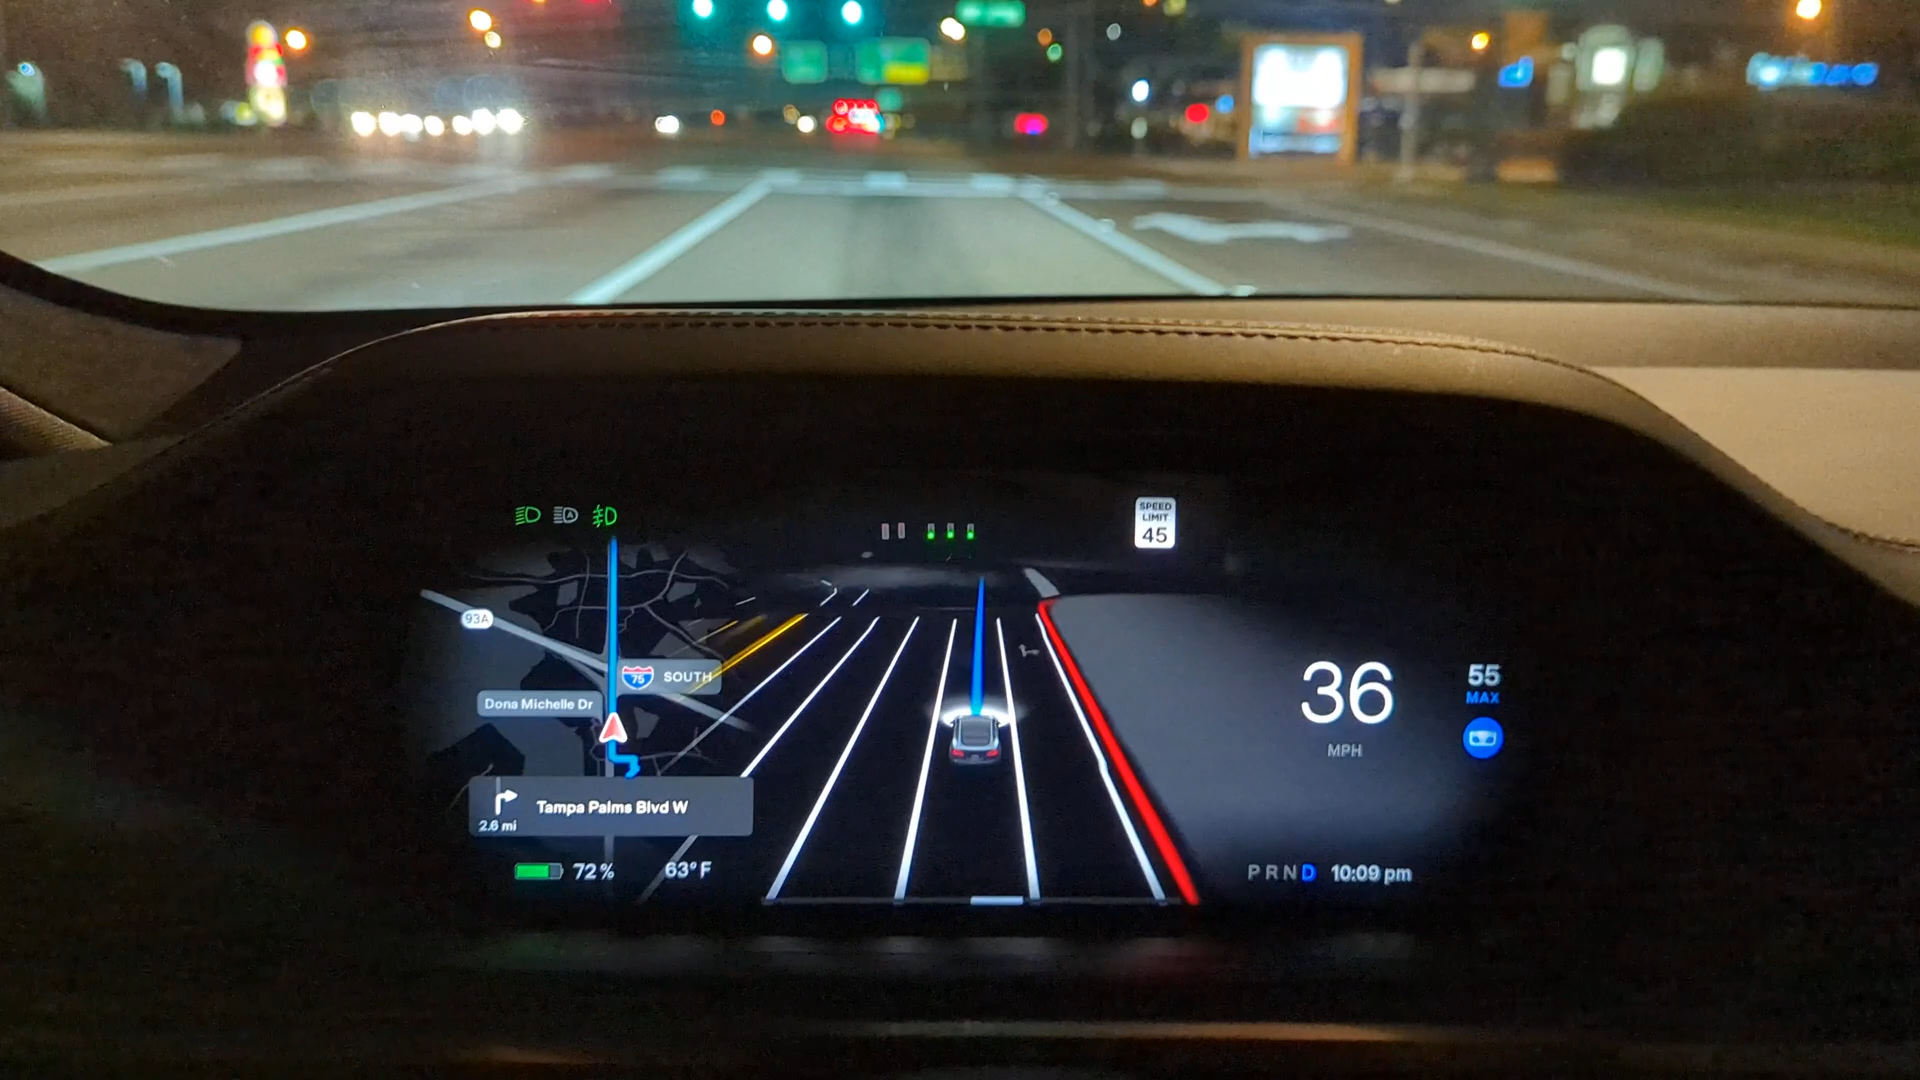 SPEED
LIMIT
45
93A
75 SOUTH
Dona Michelle Dr
36
MPH
55
MAX
Tampa Palms Blvd W
2.6 mi
72 %
63° F
P R N D 10:09 pm